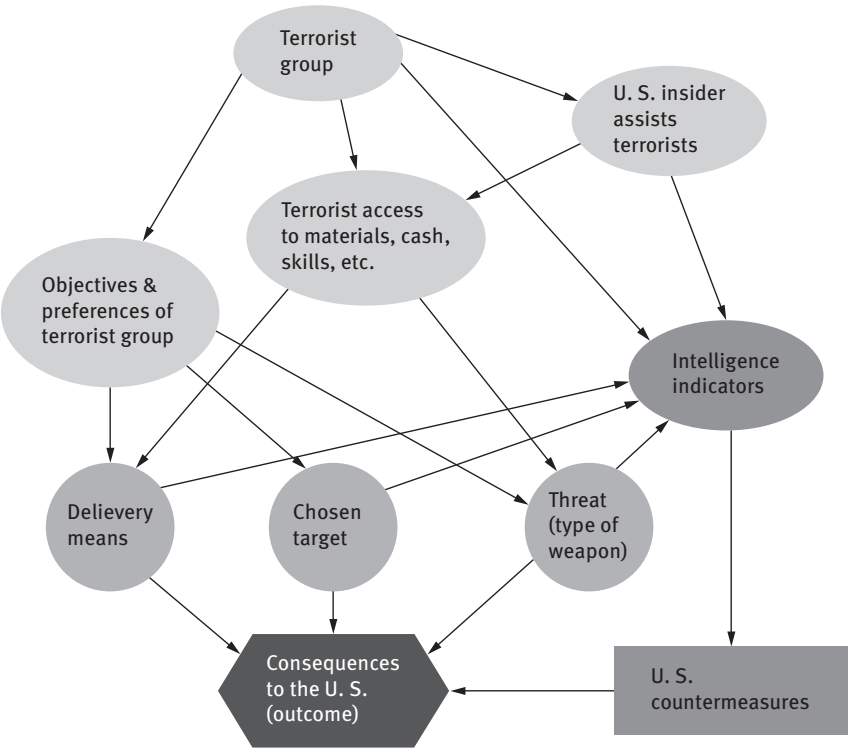 Terrorist
group
U. S. insider
assists
terrorists
Terrorist access
to materials, cash,
skills, etc.
Objectives &
preferences of
terrorist group
Intelligence
indicators
Delievery
means
Chosen
target
Threat
(type of
weapon)
Consequences
to the U. S.
(outcome)
U. S.
countermeasures